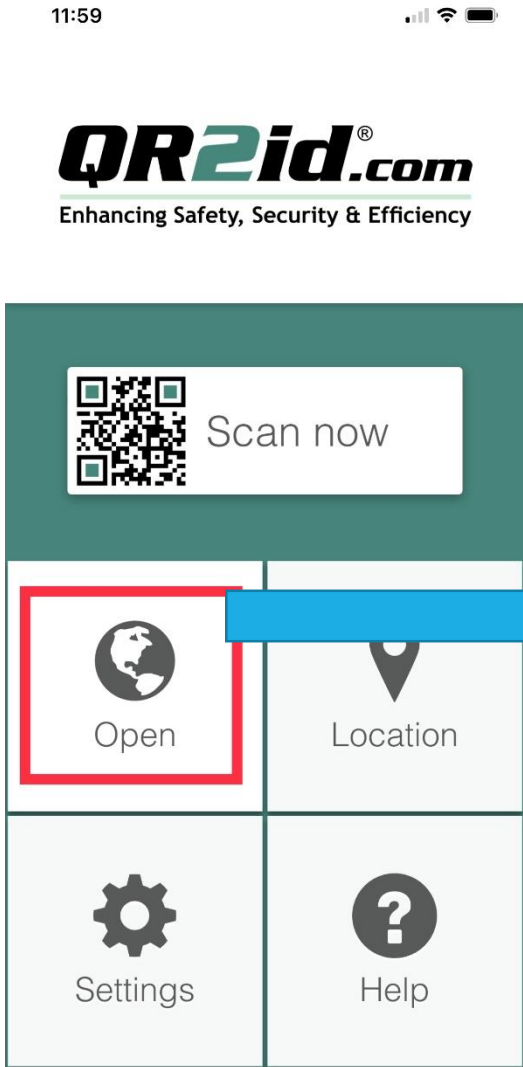 11:59
QR2id®.com
Enhancing Safety, Security & Efficiency
Scan now
Open
Location
Settings
Help